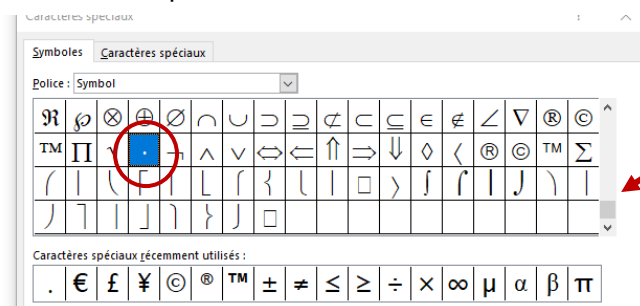 Caractères spéciaux ?
Symboles Caractères spéciaux
Police : Symbol
ℜ ℘ ⊗ ⊕ ∅ ∩ ∪ ⊃ ⊇ ⊄ ⊂ ⊆ ∈ ∉ ∠ ∇ ® ©
™ ∏ √ ⋅ ¬ ∧ ∨ ⇔ ⇐ ⇑ ⇒ ⇓ ◊ 〈 ® © ™ Σ
⎛ ⎜ ⎝ ⎡ ⎢ ⎣ ⎧ ⎨ ⎩ ⎪ □ 〉 ∫ ⌠ ⎮ ⌡ ⎞ ⎟
⎠ ⎤ ⎥ ⎦ ⎫ ⎬ ⎭ □
Caractères spéciaux récemment utilisés :
. € £ ¥ © ® ™ ± ≠ ≤ ≥ ÷ × ∞ µ α β π